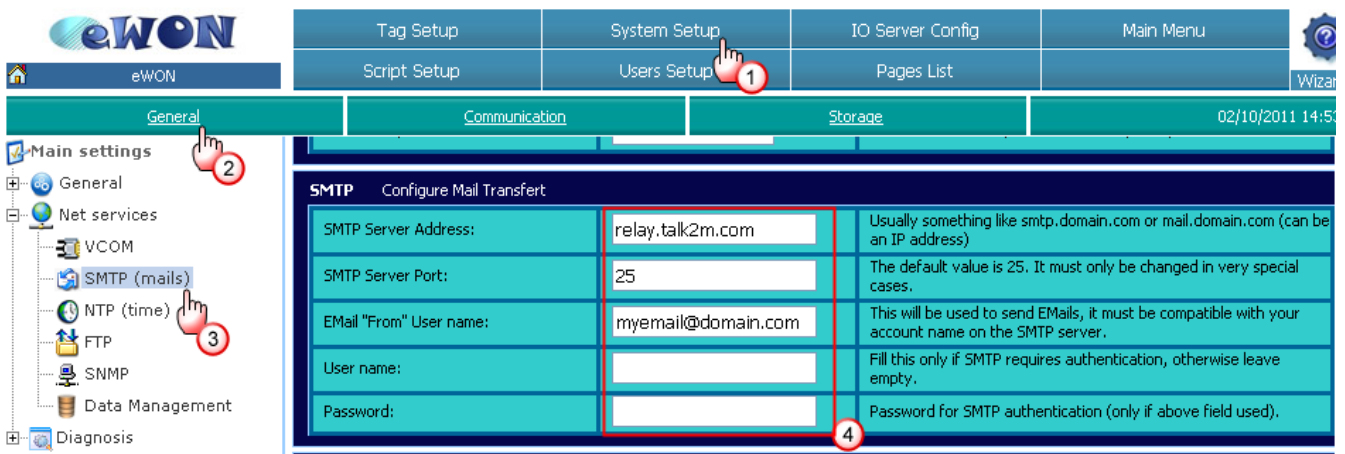 eWON
Tag Setup
System Setup
IO Server Config
Main Menu
eWON
Script Setup
Users Setup
1
Pages List
Wizar
General
Communication
Storage
02/10/2011 14:53
2
Main settings
General
Net services
VCOM
SMTP (mails)
NTP (time)
3
FTP
SNMP
Data Management
Diagnosis
SMTP Configure Mail Transfert
SMTP Server Address:
relay.talk2m.com
Usually something like smtp.domain.com or mail.domain.com (can be
an IP address)
SMTP Server Port:
25
The default value is 25. It must only be changed in very special
cases.
EMail "From" User name:
myemail@domain.com
This will be used to send EMails, it must be compatible with your
account name on the SMTP server.
User name:
Fill this only if SMTP requires authentication, otherwise leave
empty.
Password:
Password for SMTP authentication (only if above field used).
4